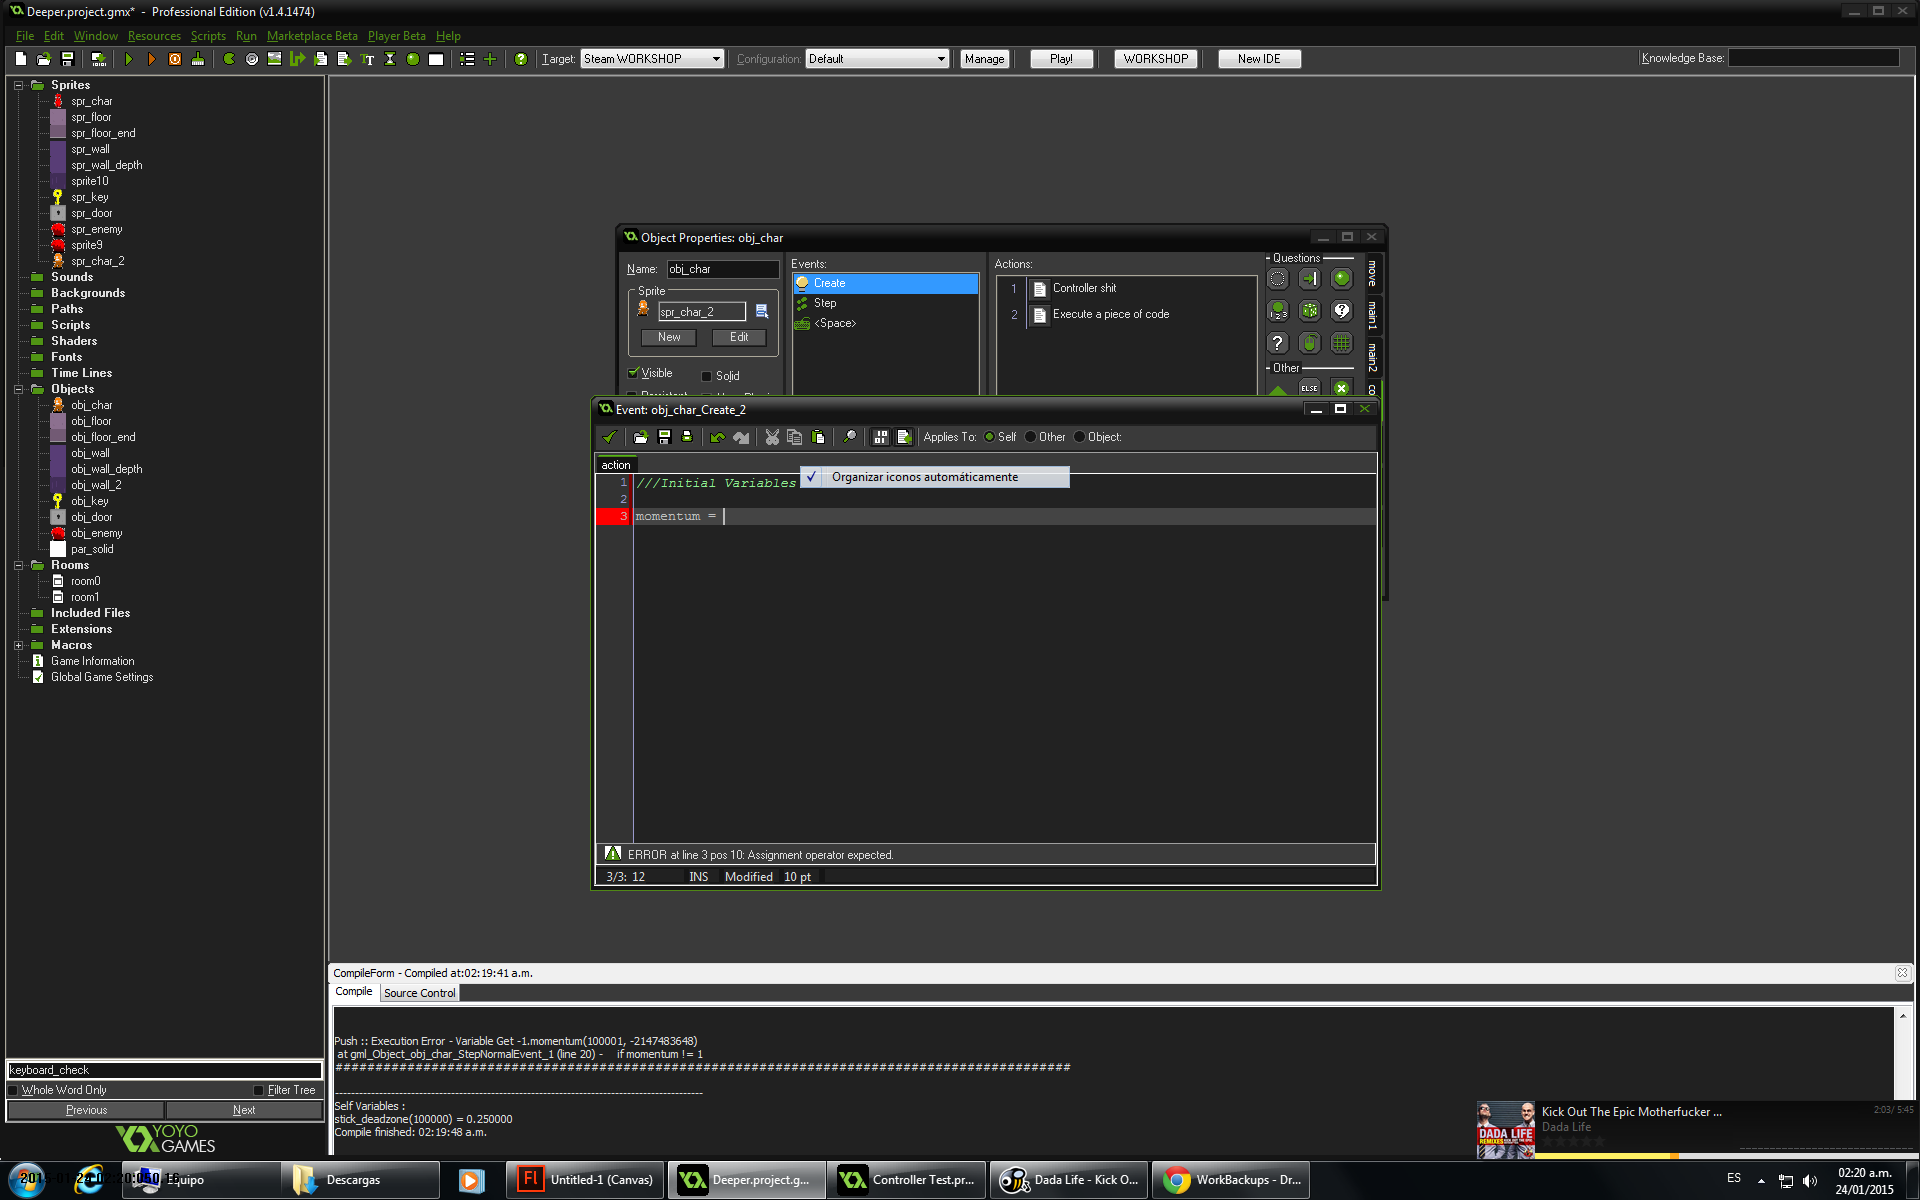 Deeper.project.gmx* - Professional Edition (v1.4.1474)
File Edit Window Resources Scripts Run Marketplace Beta Player Beta Help
Target: Steam WORKSHOP Configuration: Default Manage Play! WORKSHOP New IDE Knowledge Base:
Sprites
spr_char
spr_floor
spr_floor_end
spr_wall
spr_wall_depth
sprite10
spr_key
spr_door
spr_enemy
sprite9
spr_char_2
Sounds
Backgrounds
Paths
Scripts
Shaders
Fonts
Time Lines
Objects
obj_char
obj_floor
obj_floor_end
obj_wall
obj_wall_depth
obj_wall_2
obj_key
obj_door
obj_enemy
par_solid
Rooms
room0
room1
Included Files
Extensions
Macros
Game Information
Global Game Settings
keyboard_check
Whole Word Only Filter Tree
Previous Next
YOYO
GAMES
Object Properties: obj_char
Name: obj_char
Sprite
spr_char_2
New Edit
Visible Solid
Events:
Create
Step
<Space>
Actions:
1 Controller shit
2 Execute a piece of code
Questions
Other
ELSE
move
main1
main2
Event: obj_char_Create_2
Applies To: Self Other Object:
action
1 ///Initial Variables
Organizar iconos automáticamente
2
3 momentum =
ERROR at line 3 pos 10: Assignment operator expected.
3/3: 12 INS Modified 10 pt
CompileForm - Compiled at:02:19:41 a.m.
Compile Source Control
Push :: Execution Error - Variable Get -1.momentum(100001, -2147483648)
at gml_Object_obj_char_StepNormalEvent_1 (line 20) - if momentum != 1
Self Variables :
stick_deadzone(100000) = 0.250000
Compile finished: 02:19:48 a.m.
Kick Out The Epic Motherfucker ...
2:03/ 5:45
Dada Life
DADA LIFE
Equipo
Descargas
Untitled-1 (Canvas)
Deeper.project.g...
Controller Test.pr...
Dada Life - Kick O...
WorkBackups - Dr...
ES
02:20 a.m.
24/01/2015